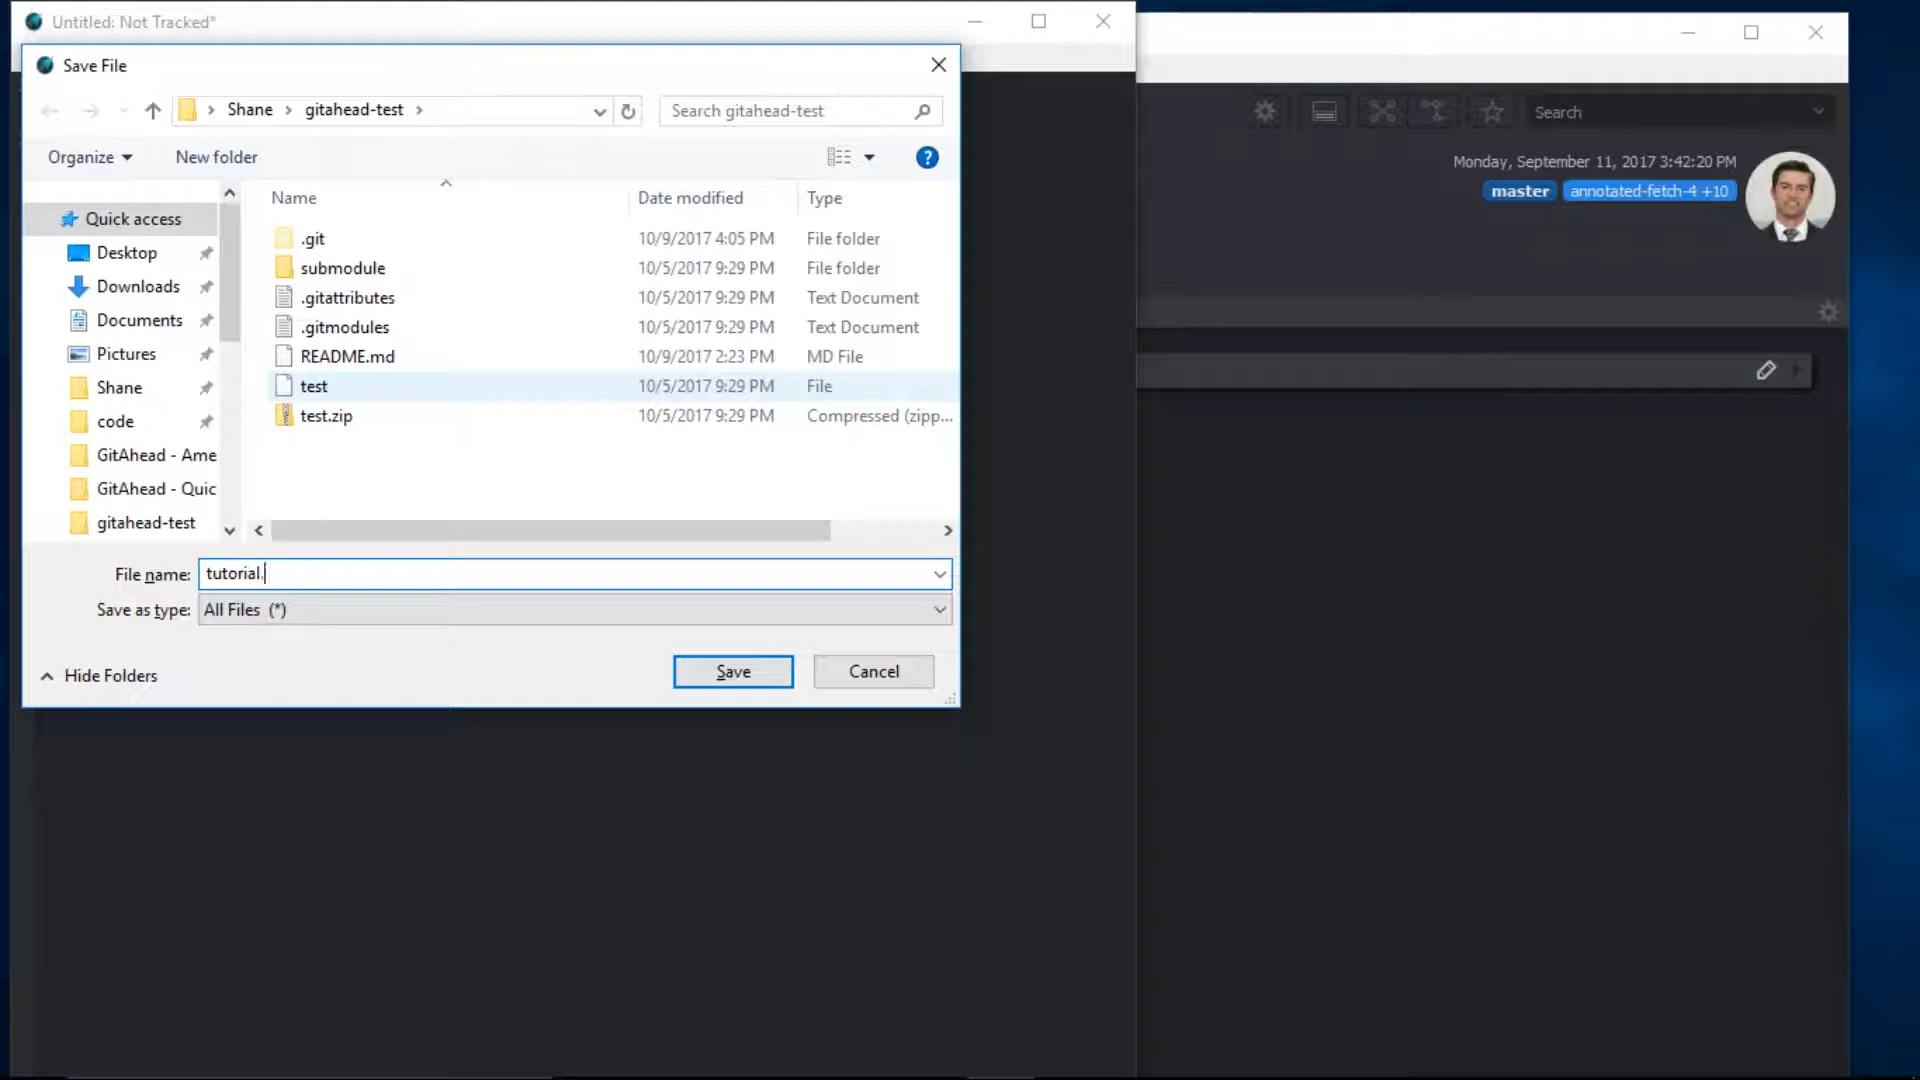 Untitled: Not Tracked*
Save File
Shane
gitahead-test
Search gitahead-test
Search
Organize
New folder
Monday, September 11, 2017 3:42:20 PM
master
annotated-fetch-4 +10
Name
Date modified
Type
Quick access
Desktop
Downloads
Documents
Pictures
Shane
code
GitAhead - Ame
GitAhead - Quic
gitahead-test
.git 10/9/2017 4:05 PM File folder
submodule 10/5/2017 9:29 PM File folder
.gitattributes 10/5/2017 9:29 PM Text Document
.gitmodules 10/5/2017 9:29 PM Text Document
README.md 10/9/2017 2:23 PM MD File
test 10/5/2017 9:29 PM File
test.zip 10/5/2017 9:29 PM Compressed (zipp...
File name: tutorial.
Save as type: All Files (*)
Hide Folders
Save
Cancel